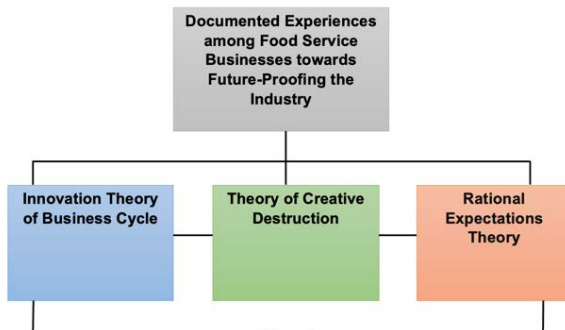 Documented Experiences
among Food Service
Businesses towards
Future-Proofing the
Industry
Innovation Theory
of Business Cycle
Theory of Creative
Destruction
Rational
Expectations
Theory